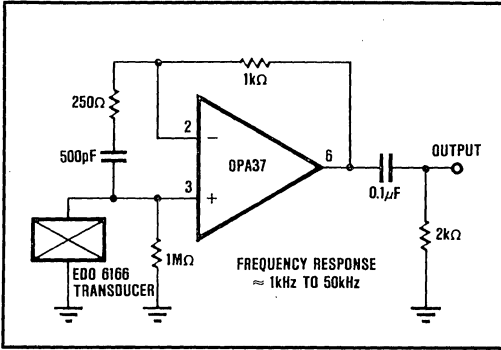 1kΩ
250Ω
2
6
OUTPUT
500pF
OPA37
3
0.1μF
2kΩ
1MΩ
EDO 6166
TRANSDUCER
FREQUENCY RESPONSE
≈ 1kHz TO 50kHz